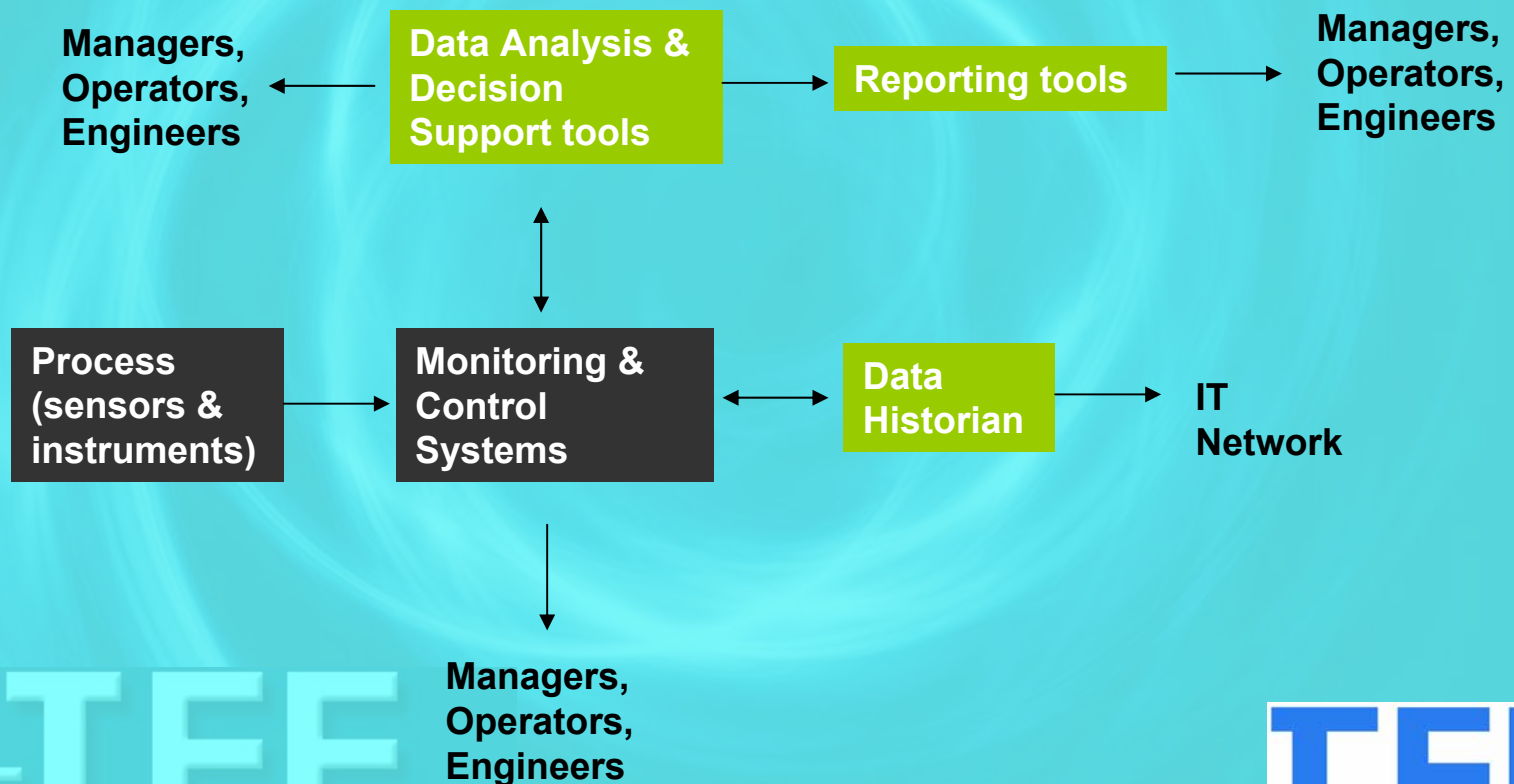 Managers,
Operators,
Engineers
Data Analysis &
Decision
Support tools
Reporting tools
Managers,
Operators,
Engineers
Process
(sensors &
instruments)
Monitoring &
Control
Systems
Data
Historian
IT
Network
Managers,
Operators,
Engineers